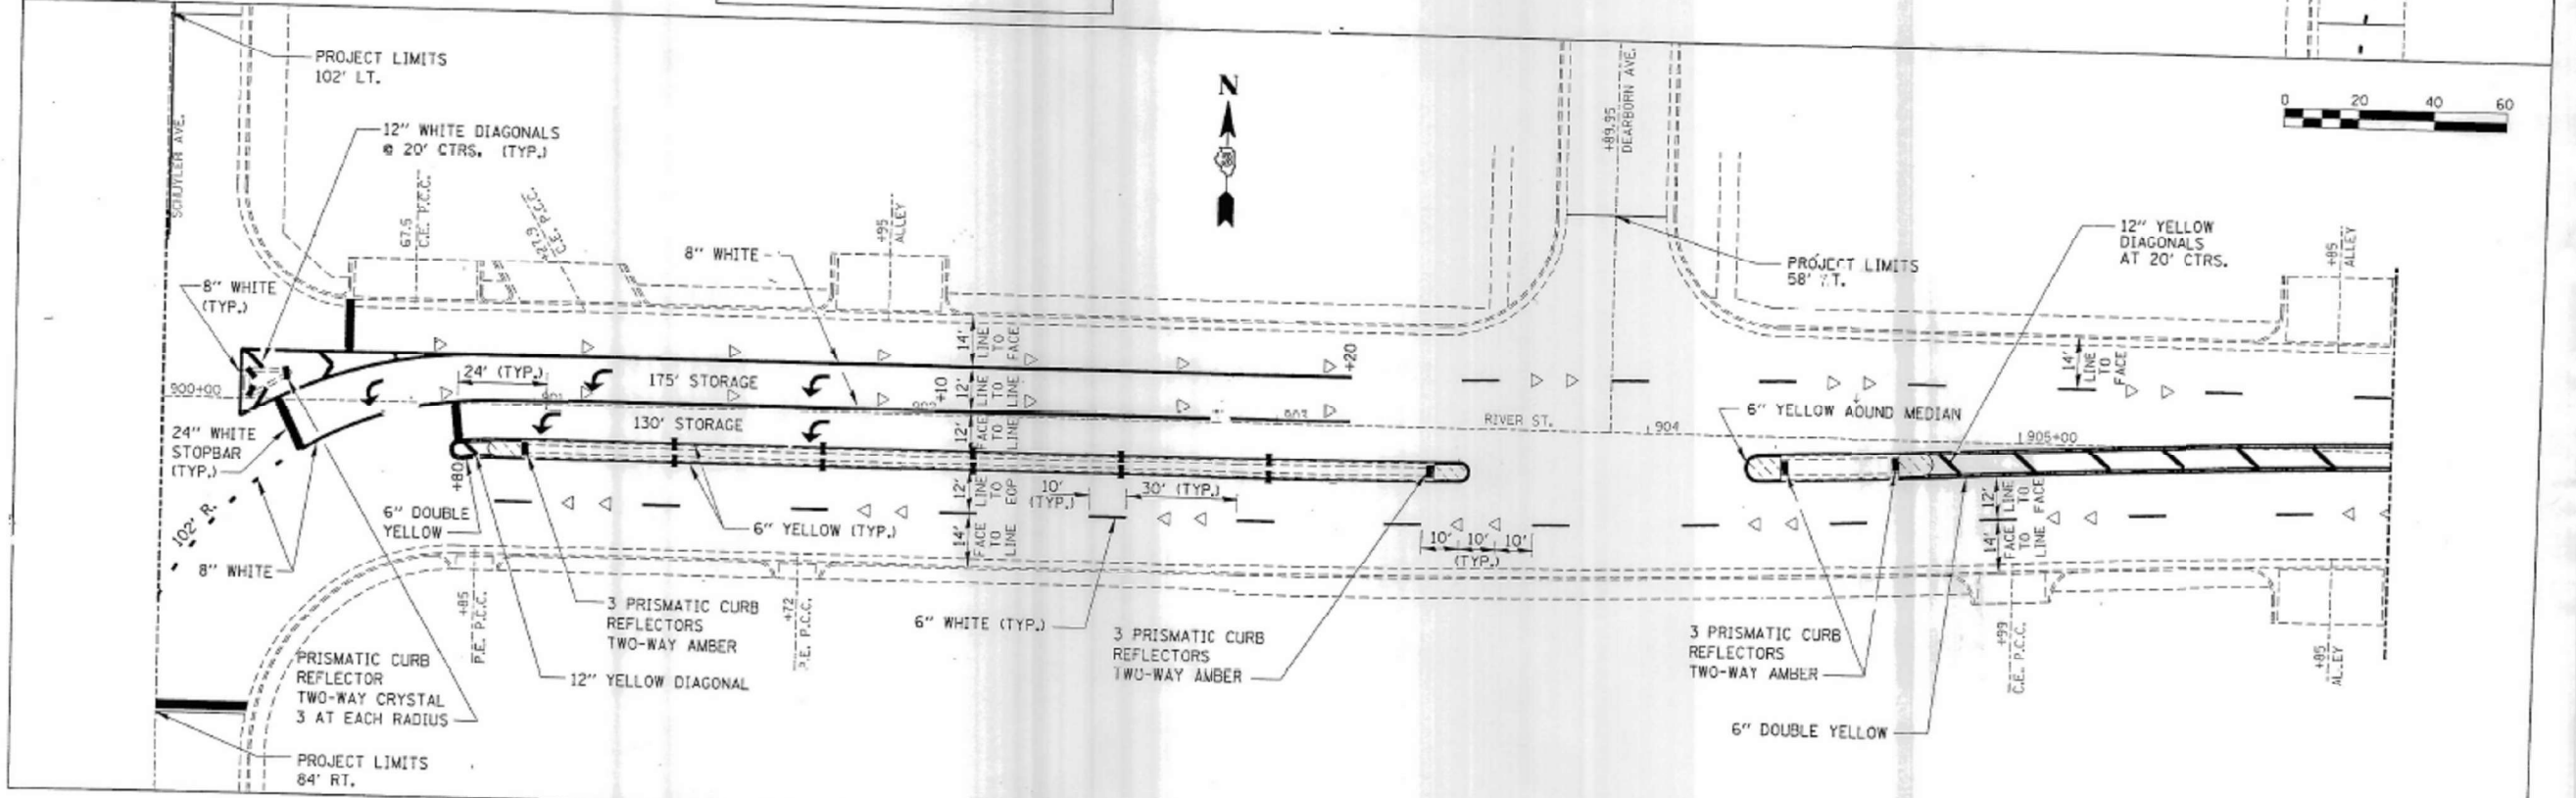 PROJECT LIMITS
102' LT.
N
0 20 40 60
SCHUYLER AVE.
12" WHITE DIAGONALS
@ 20' CTRS. (TYP.)
+89.95
DEARBORN AVE.
67.5
C.E. P.C.C.
+27.9
C.E. P.C.C.
+95
ALLEY
8" WHITE
12" YELLOW
DIAGONALS
AT 20' CTRS.
+85
ALLEY
PROJECT LIMITS
58'
8" WHITE
(TYP.)
14'
LINE
TO
FACE
+20
14'
LINE
TO
FACE
24' (TYP.)
175' STORAGE
900+00
+10
12'
LINE
TO
LINE
130' STORAGE
903
RIVER ST.
904
905+00
6" YELLOW AOUND MEDIAN
24" WHITE
STOPBAR
(TYP.)
12'
FACE
TO
LINE
+80
102' R.
6" DOUBLE
YELLOW
6" YELLOW (TYP.)
12'
LINE
TO
EOP
10'
(TYP.)
30' (TYP.)
12'
LINE
TO
FACE
14'
FACE
TO
LINE
10' 10' 10'
(TYP.)
14'
FACE
TO
LINE
8" WHITE
+85
P.E. P.C.C.
3 PRISMATIC CURB
REFLECTORS
TWO-WAY AMBER
+72
P.E. P.C.C.
6" WHITE (TYP.)
3 PRISMATIC CURB
REFLECTORS
TWO-WAY AMBER
3 PRISMATIC CURB
REFLECTORS
TWO-WAY AMBER
+99
C.E. P.C.C.
+85
ALLEY
PRISMATIC CURB
REFLECTOR
TWO-WAY CRYSTAL
3 AT EACH RADIUS
12" YELLOW DIAGONAL
6" DOUBLE YELLOW
PROJECT LIMITS
84' RT.